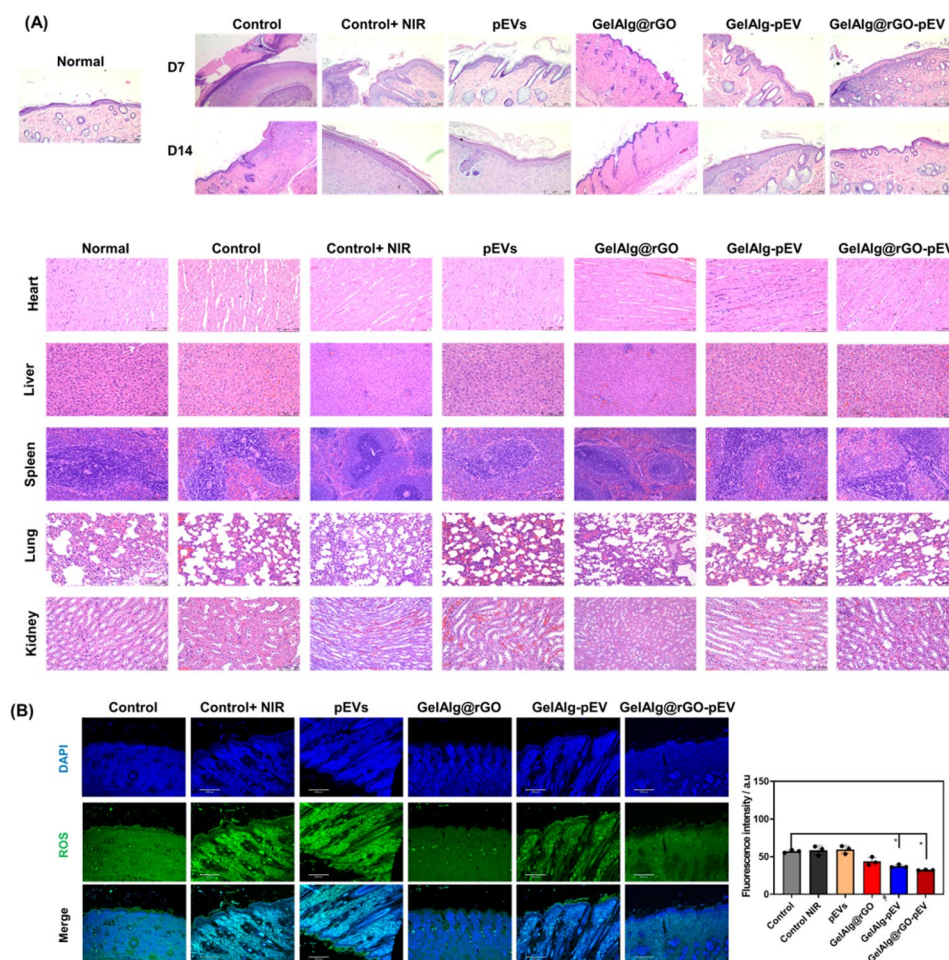 (A)
Normal
Control
Control+ NIR
pEVs
GelAlg@rGO
GelAlg-pEV
GelAlg@rGO-pEV
D7
D14
Normal
Control
Control+ NIR
pEVs
GelAlg@rGO
GelAlg-pEV
GelAlg@rGO-pEV
Heart
Liver
Spleen
Lung
Kidney
(B)
Control
Control+ NIR
pEVs
GelAlg@rGO
GelAlg-pEV
GelAlg@rGO-pEV
DAPI
ROS
Merge
Fluorescence intensity / a.u
150
100
50
0
*
*
Control
Control NIR
pEVs
GelAlg@rGO
GelAlg-pEV
GelAlg@rGO-pEV